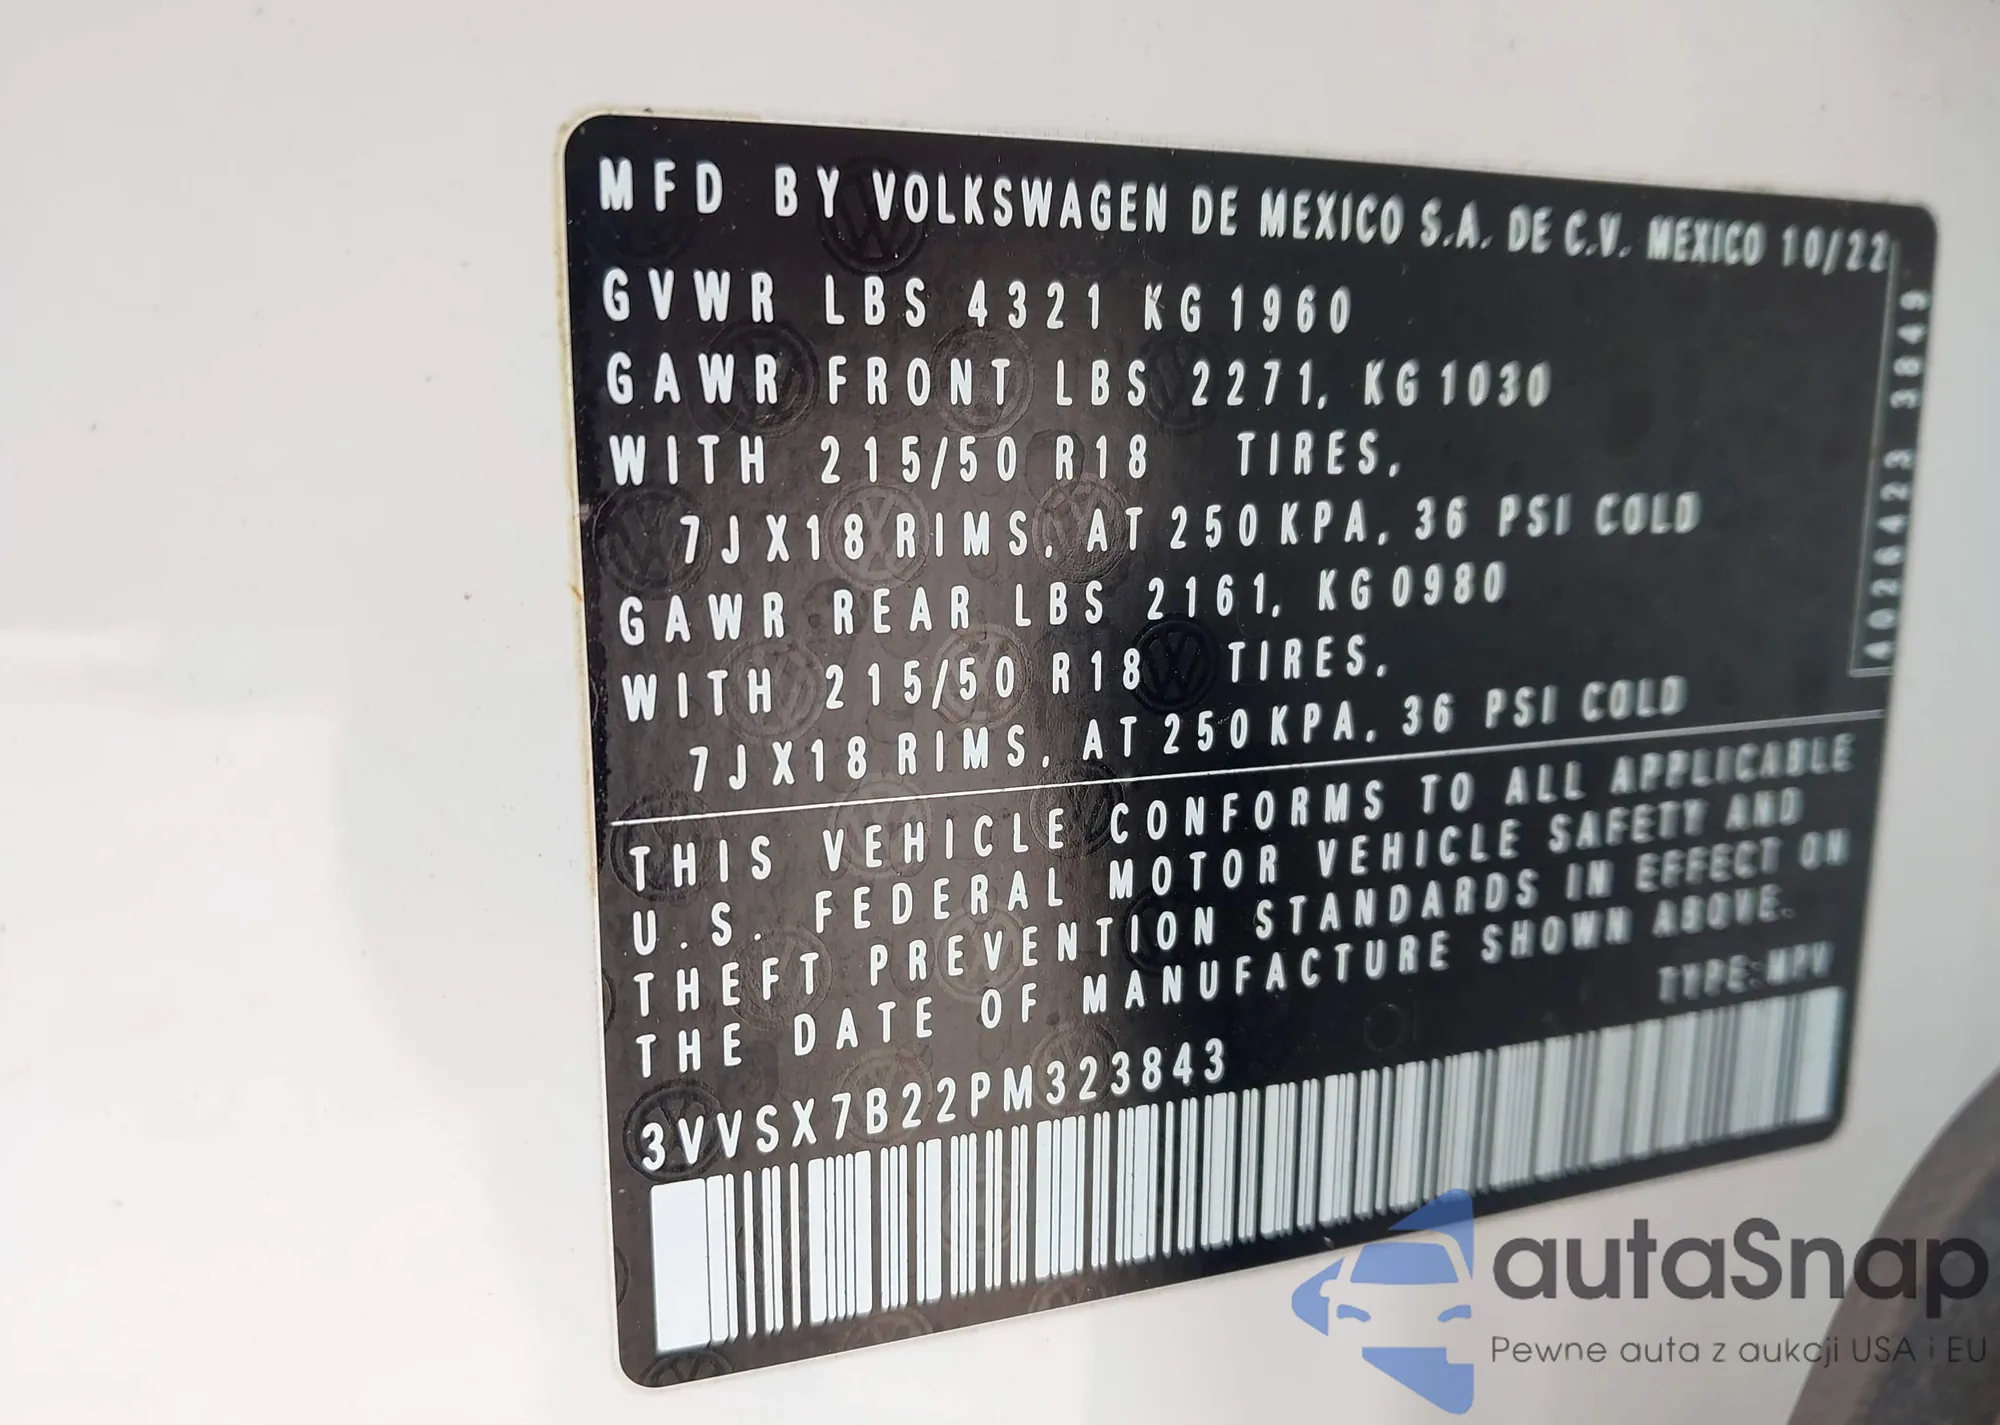 MFD BY VOLKSWAGEN DE MEXICO S.A. DE C.V. MEXICO 10/22
GVWR LBS 4321 KG 1960
GAWR FRONT LBS 2271, KG 1030
WITH 215/50 R18 TIRES,
7JX18 RIMS, AT 250 KPA, 36 PSI COLD
GAWR REAR LBS 2161, KG 0980
WITH 215/50 R18 TIRES,
7JX18 RIMS, AT 250 KPA, 36 PSI COLD
THIS VEHICLE CONFORMS TO ALL APPLICABLE
U.S. FEDERAL MOTOR VEHICLE SAFETY AND
THEFT PREVENTION STANDARDS IN EFFECT ON
THE DATE OF MANUFACTURE SHOWN ABOVE.
TYPE:MPV
3VVSX7B22PM323843
4026423 3849
autaSnap
Pewne auta z aukcji USA i EU